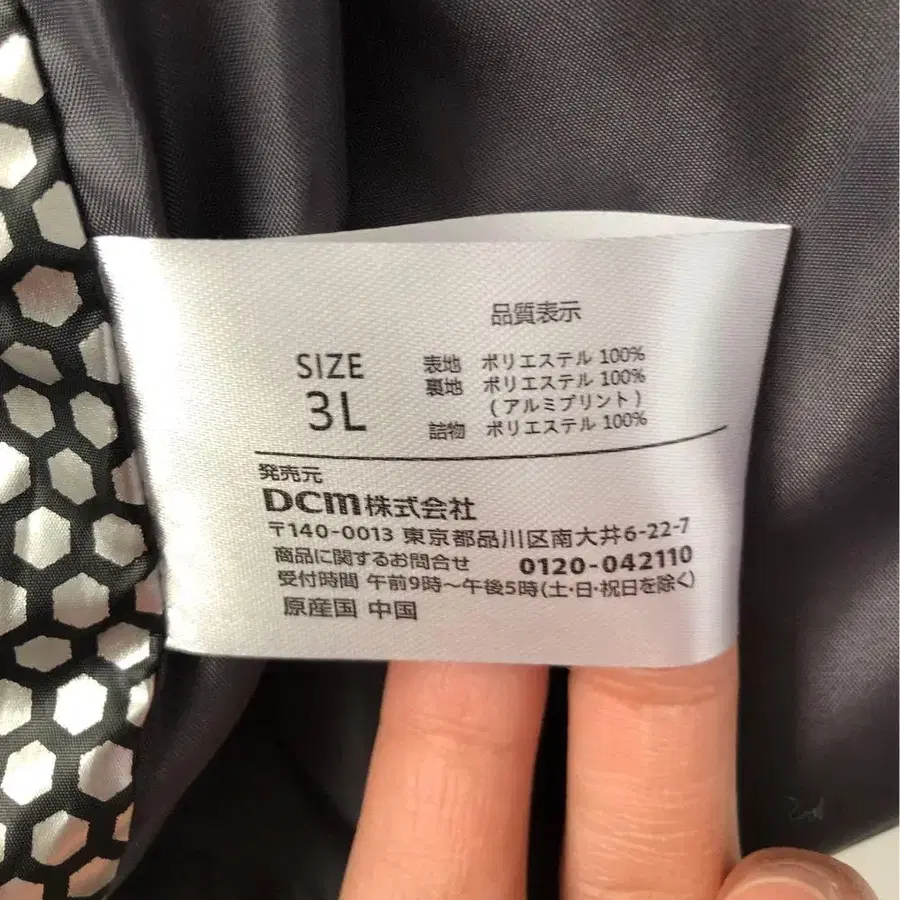 品質表示
SIZE
3L
表地 ポリエステル 100%
裏地 ポリエステル 100%
(アルミプリント)
詰物 ポリエステル 100%
発売元
DCM株式会社
〒140-0013 東京都品川区南大井6-22-7
商品に関するお問合せ 0120-042110
受付時間 午前9時～午後5時(土・日・祝日を除く)
原産国 中国